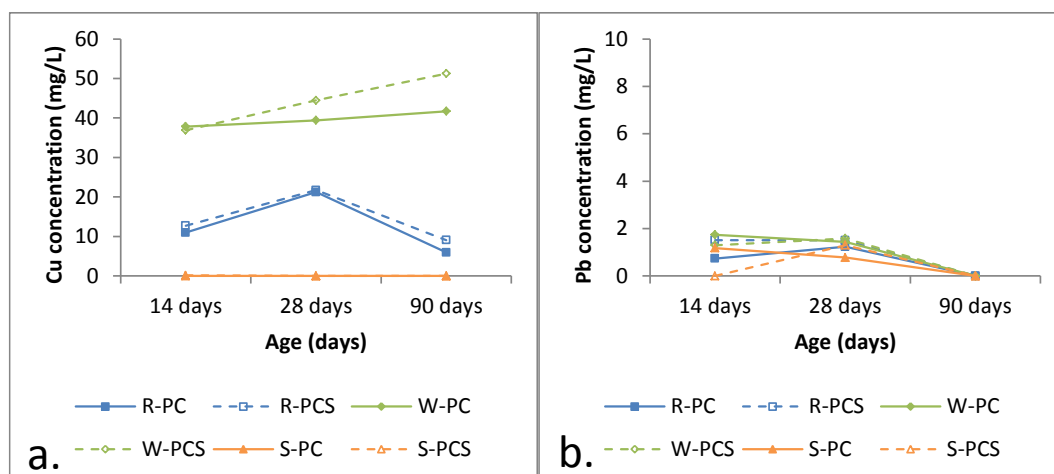 Cu concentration (mg/L)
60
50
40
30
20
10
0
14 days 28 days 90 days
Age (days)
R-PC R-PCS W-PC
W-PCS S-PC S-PCS
a.
Pb concentration (mg/L)
10
8
6
4
2
0
14 days 28 days 90 days
Age (days)
R-PC R-PCS W-PC
W-PCS S-PC S-PCS
b.